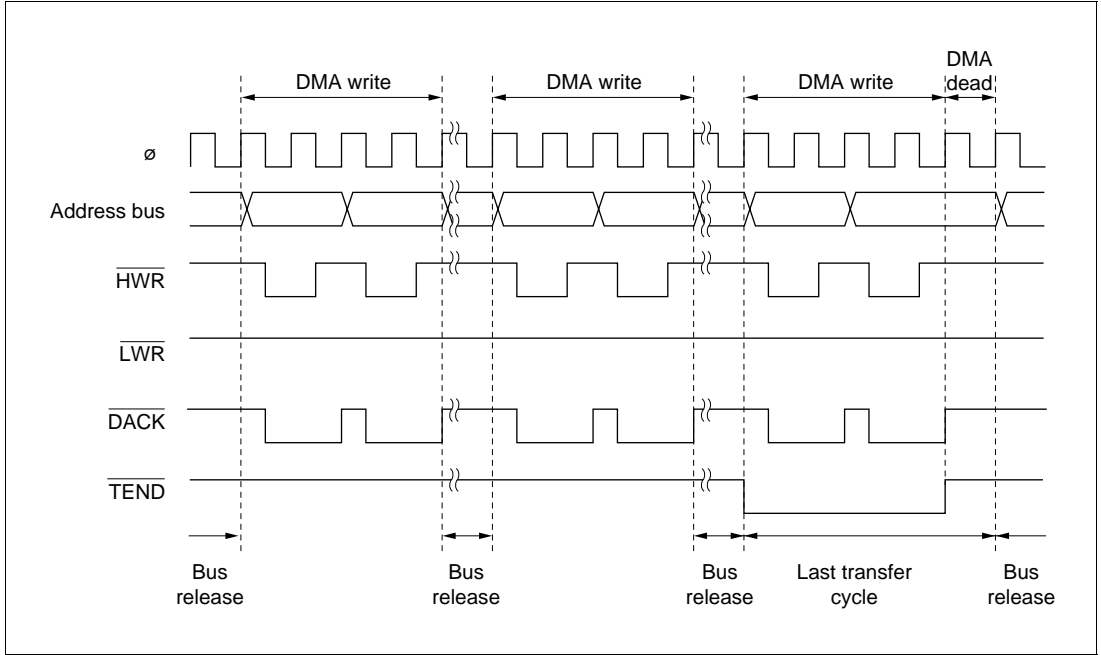 DMA
DMA write DMA write DMA write dead
ø
Address bus
HWR
LWR
DACK
TEND
Bus Bus Bus Last transfer Bus
release release release cycle release